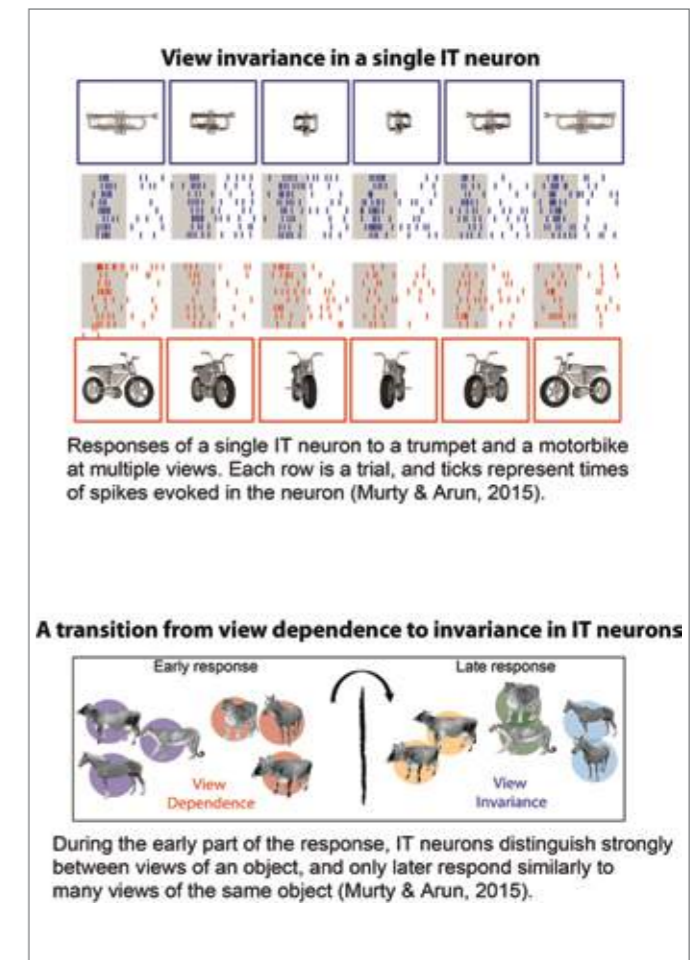 View invariance in a single IT neuron
Responses of a single IT neuron to a trumpet and a motorbike
at multiple views. Each row is a trial, and ticks represent times
of spikes evoked in the neuron (Murty & Arun, 2015).
A transition from view dependence to invariance in IT neurons
Early response
Late response
View
Dependence
View
Invariance
During the early part of the response, IT neurons distinguish strongly
between views of an object, and only later respond similarly to
many views of the same object (Murty & Arun, 2015).